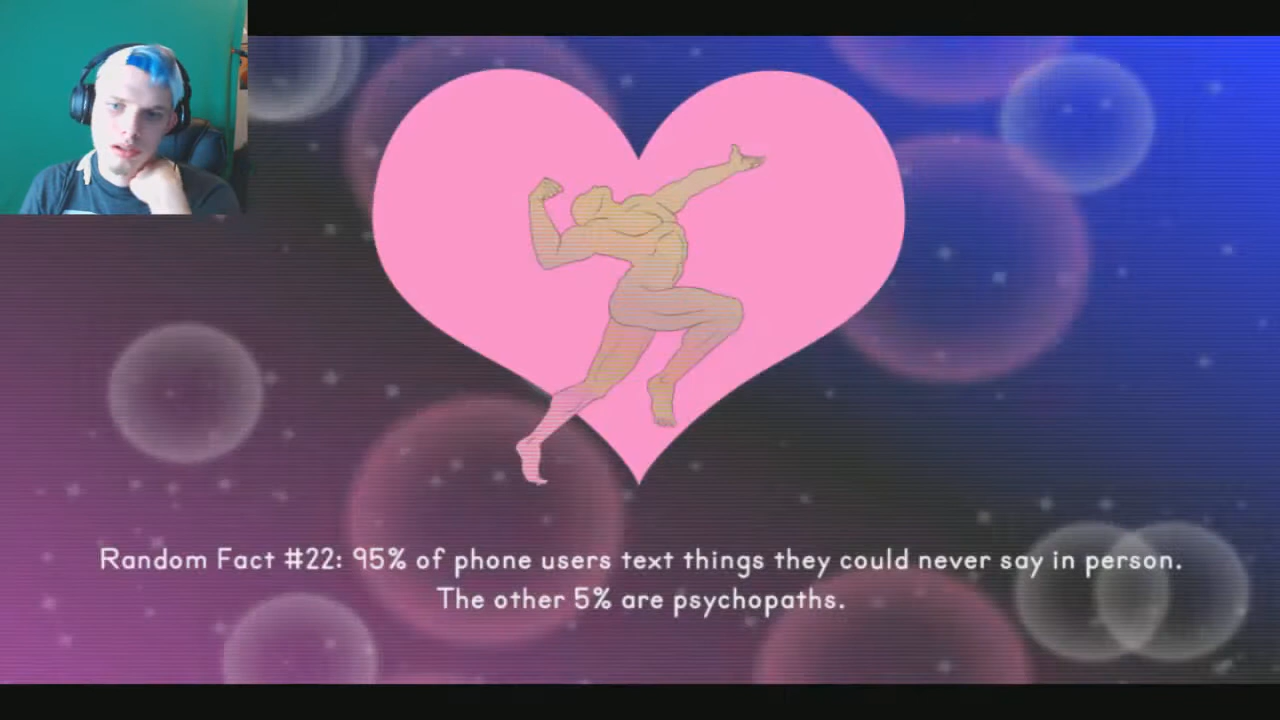 Random Fact #22: 95% of phone users text things they could never say in person.
The other 5% are psychopaths.